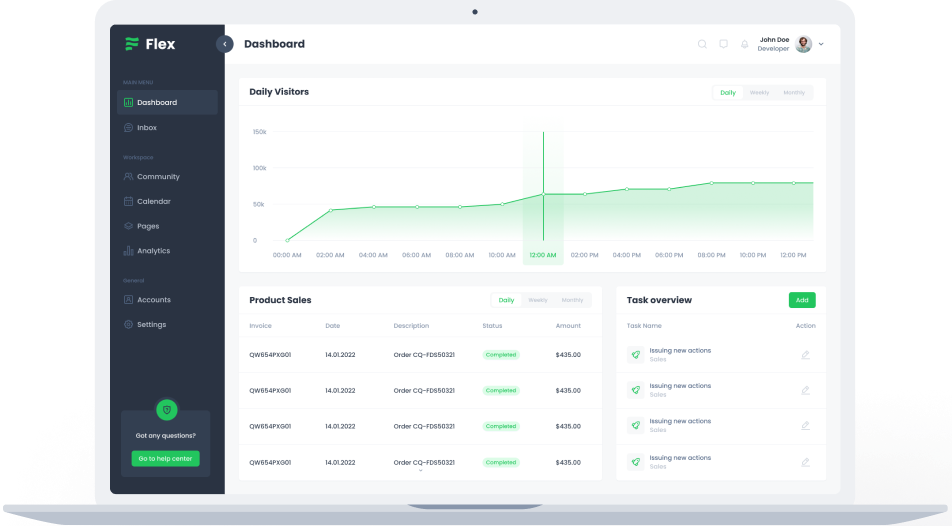 Flex
MAIN MENU
Dashboard
Inbox
Workspace
Community
Calendar
Pages
Analytics
General
Accounts
Settings
Got any questions?
Go to help center
Dashboard
John Doe
Developer
Daily Visitors
Daily Weekly Monthly
150k
100k
50k
0
00:00 AM 02:00 AM 04:00 AM 06:00 AM 08:00 AM 10:00 AM 12:00 AM 02:00 PM 04:00 PM 06:00 PM 08:00 PM 10:00 PM 12:00 PM
Product Sales
Daily Weekly Monthly
Invoice Date Description Status Amount
QW654PXG01 14.01.2022 Order CQ-FDS50321 Completed $435.00
QW654PXG01 14.01.2022 Order CQ-FDS50321 Completed $435.00
QW654PXG01 14.01.2022 Order CQ-FDS50321 Completed $435.00
QW654PXG01 14.01.2022 Order CQ-FDS50321 Completed $435.00
Task overview
Add
Task Name Action
Issuing new actions
Sales
Issuing new actions
Sales
Issuing new actions
Sales
Issuing new actions
Sales